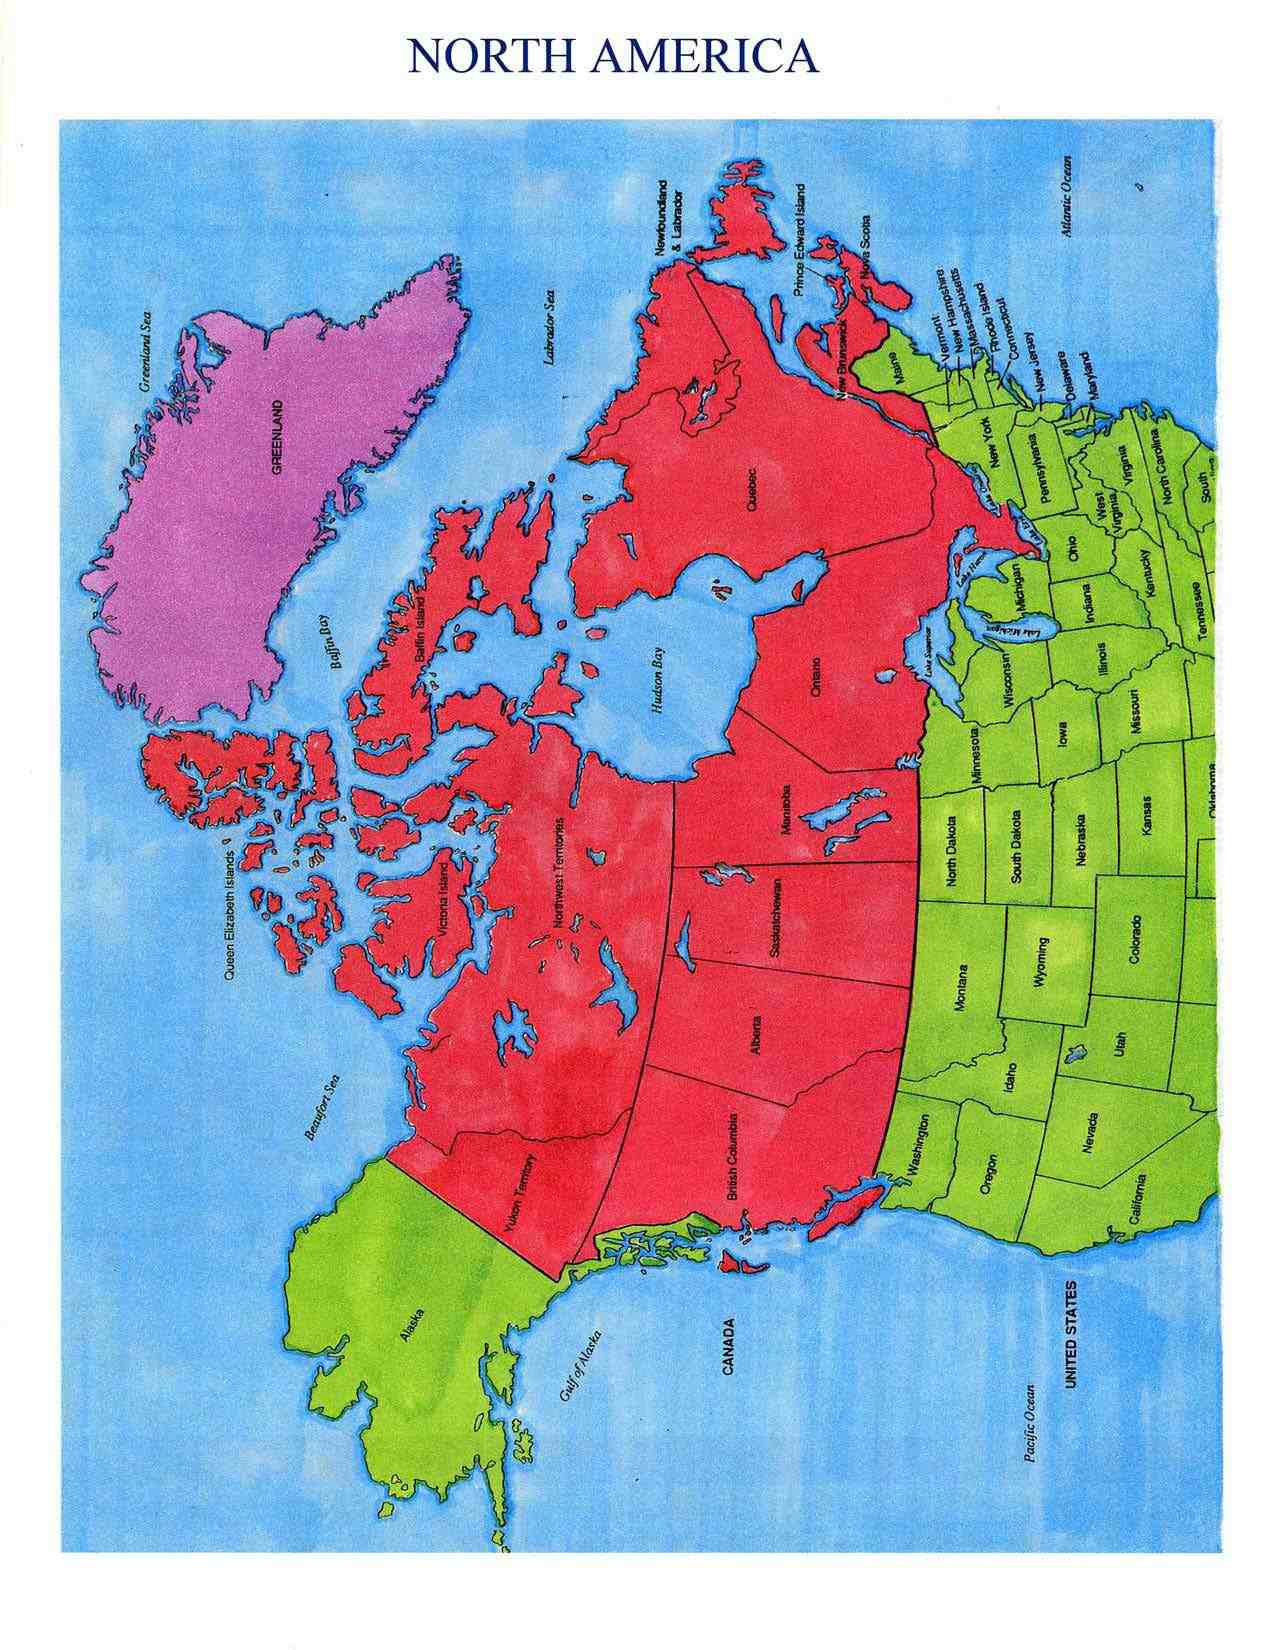 NORTH AMERICA
Greenland Sea
GREENLAND
Labrador Sea
Newfoundland
& Labrador
Prince Edward Island
Nova Scotia
New Brunswick
Atlantic Ocean
Baffin Bay
Baffin Island
Hudson Bay
Quebec
Ontario
Queen Elizabeth Islands
Victoria Island
Northwest Territories
Manitoba
Saskatchewan
Alberta
British Columbia
Yukon Territory
Beaufort Sea
Alaska
Gulf of Alaska
CANADA
UNITED STATES
Pacific Ocean
Maine
Vermont
New Hampshire
Massachusetts
Rhode Island
Connecticut
New Jersey
Delaware
Maryland
New York
Pennsylvania
Virginia
West
Virginia
North Carolina
South
Ohio
Kentucky
Tennessee
Indiana
Michigan
Lake Michigan
Lake Superior
Illinois
Wisconsin
Minnesota
Iowa
Missouri
North Dakota
South Dakota
Nebraska
Kansas
Oklahoma
Montana
Wyoming
Colorado
Idaho
Utah
Washington
Oregon
Nevada
California